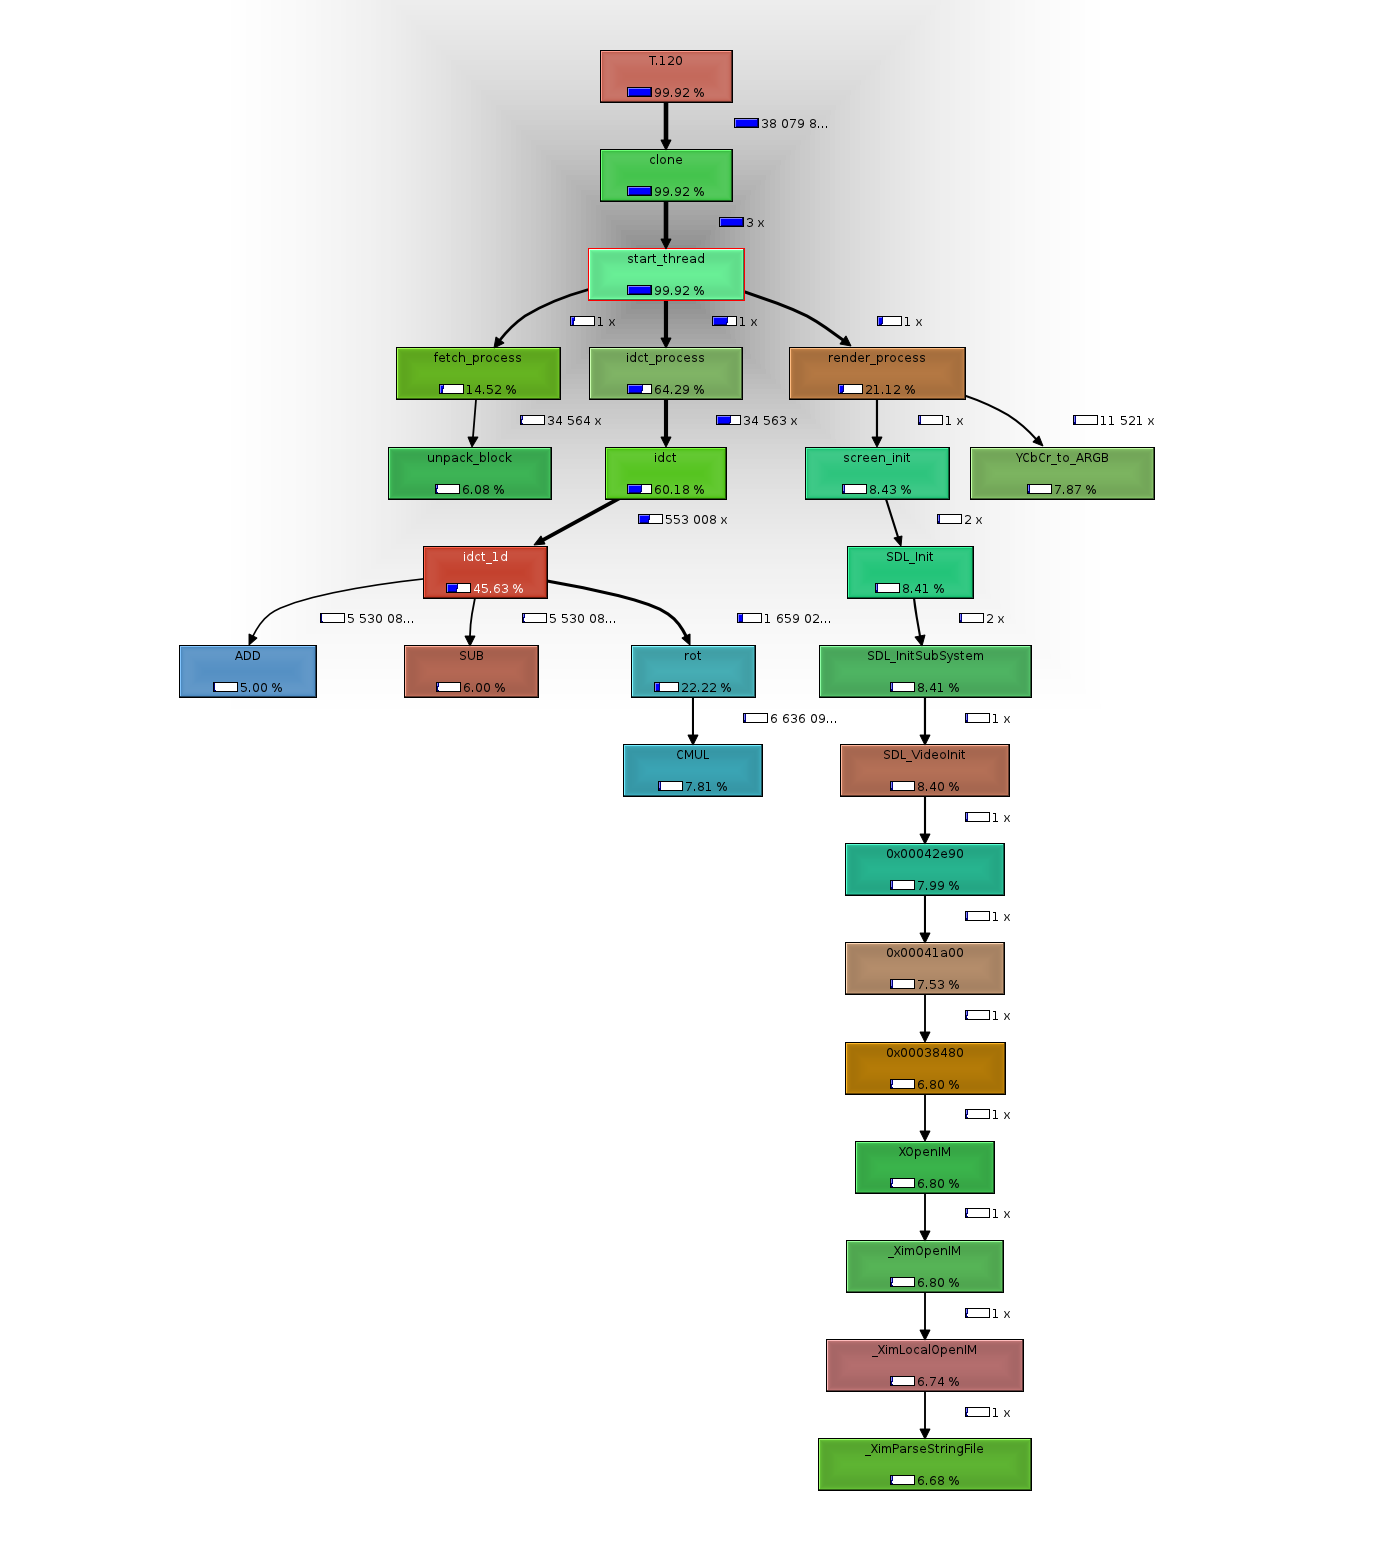 T.120
99.92 %
38 079 8...
clone
99.92 %
3 x
start_thread
99.92 %
1 x
1 x
1 x
fetch_process
14.52 %
idct_process
64.29 %
render_process
21.12 %
34 564 x
34 563 x
1 x
11 521 x
unpack_block
6.08 %
idct
60.18 %
screen_init
8.43 %
YCbCr_to_ARGB
7.87 %
553 008 x
2 x
idct_1d
45.63 %
SDL_Init
8.41 %
5 530 08...
5 530 08...
1 659 02...
2 x
ADD
5.00 %
SUB
6.00 %
rot
22.22 %
SDL_InitSubSystem
8.41 %
6 636 09...
1 x
CMUL
7.81 %
SDL_VideoInit
8.40 %
1 x
0x00042e90
7.99 %
1 x
0x00041a00
7.53 %
1 x
0x00038480
6.80 %
1 x
XOpenIM
6.80 %
1 x
_XimOpenIM
6.80 %
1 x
_XimLocalOpenIM
6.74 %
1 x
_XimParseStringFile
6.68 %